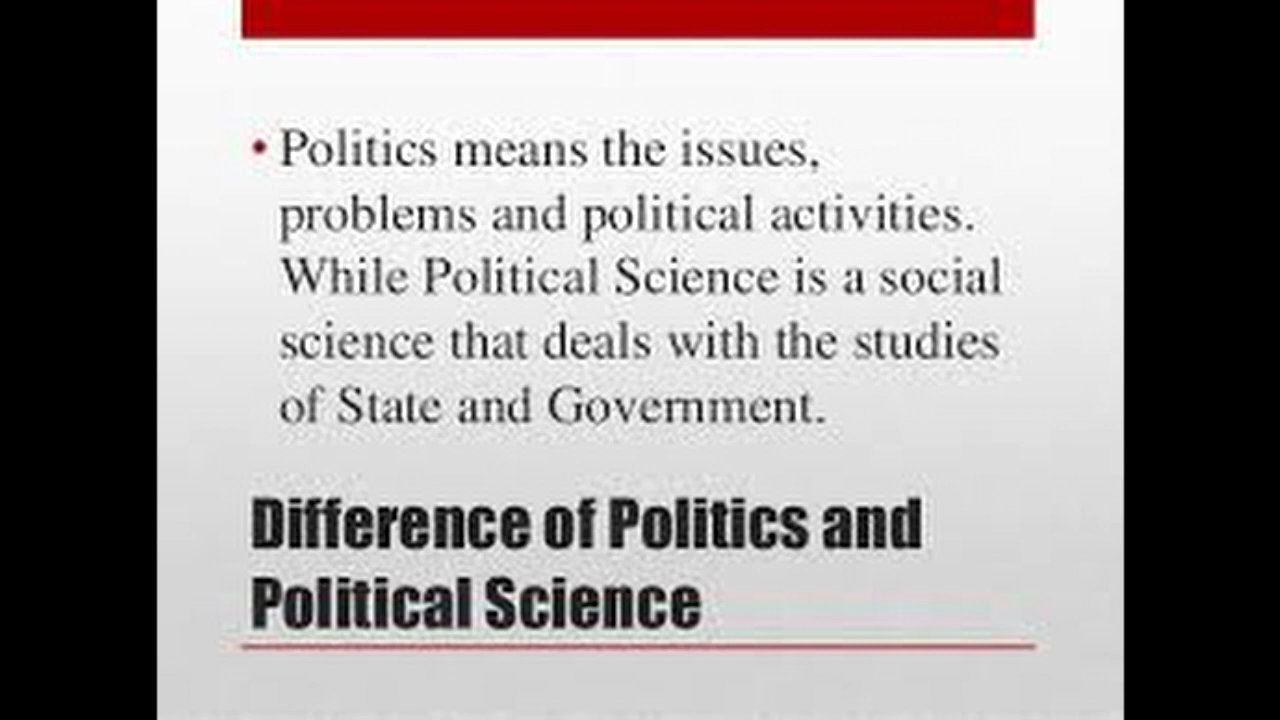 • Politics means the issues,
problems and political activities.
While Political Science is a social
science that deals with the studies
of State and Government.
Difference of Politics and
Political Science